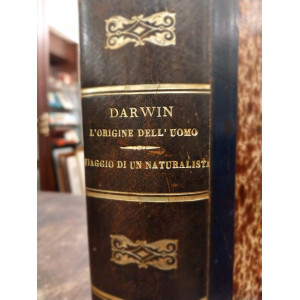 DARWIN
L'ORIGINE DELL'UOMO
VIAGGIO DI UN NATURALISTA